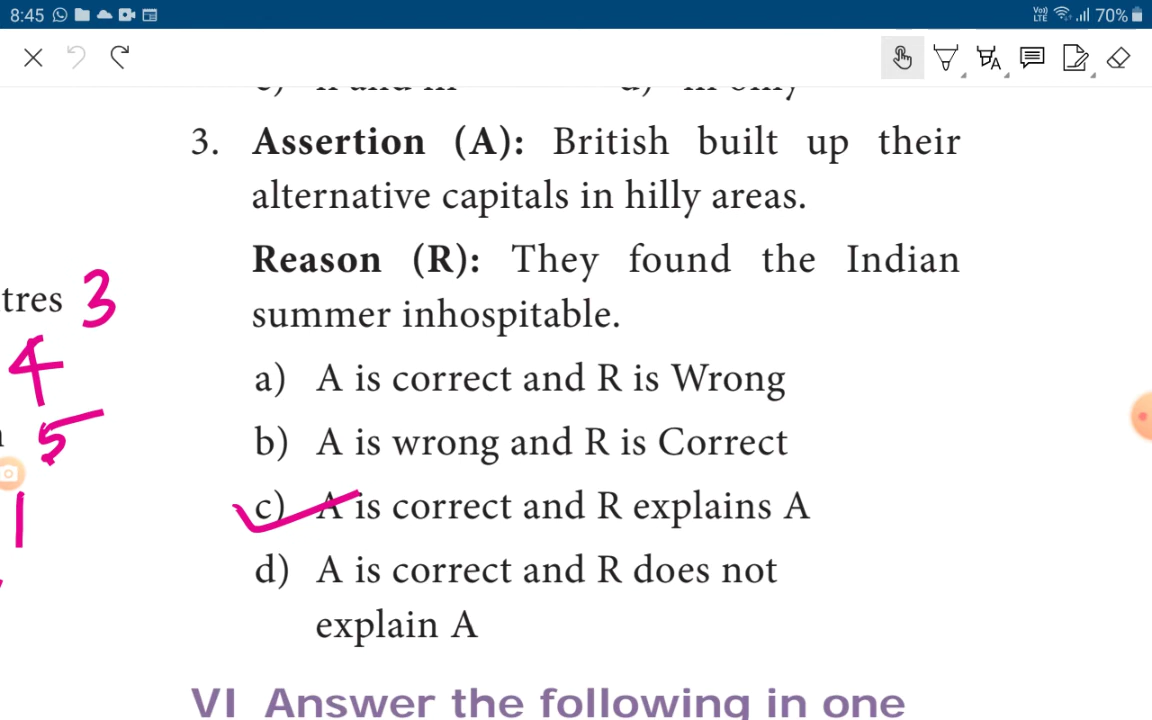 8:45 Vo)) LTE 70%
3. Assertion (A): British built up their
alternative capitals in hilly areas.
Reason (R): They found the Indian
summer inhospitable.
tres 3
4
5
1
a) A is correct and R is Wrong
b) A is wrong and R is Correct
c) A is correct and R explains A
d) A is correct and R does not
explain A
VI Answer the following in one